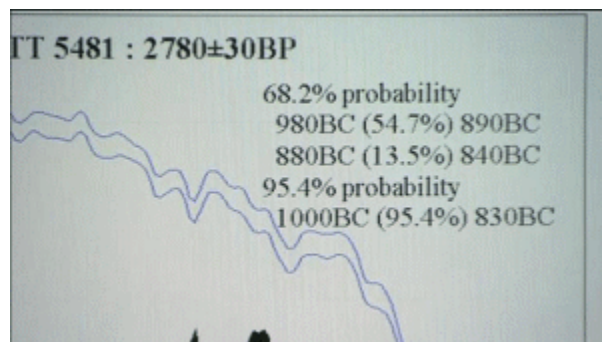 TT 5481 : 2780±30BP
68.2% probability
980BC (54.7%) 890BC
880BC (13.5%) 840BC
95.4% probability
1000BC (95.4%) 830BC